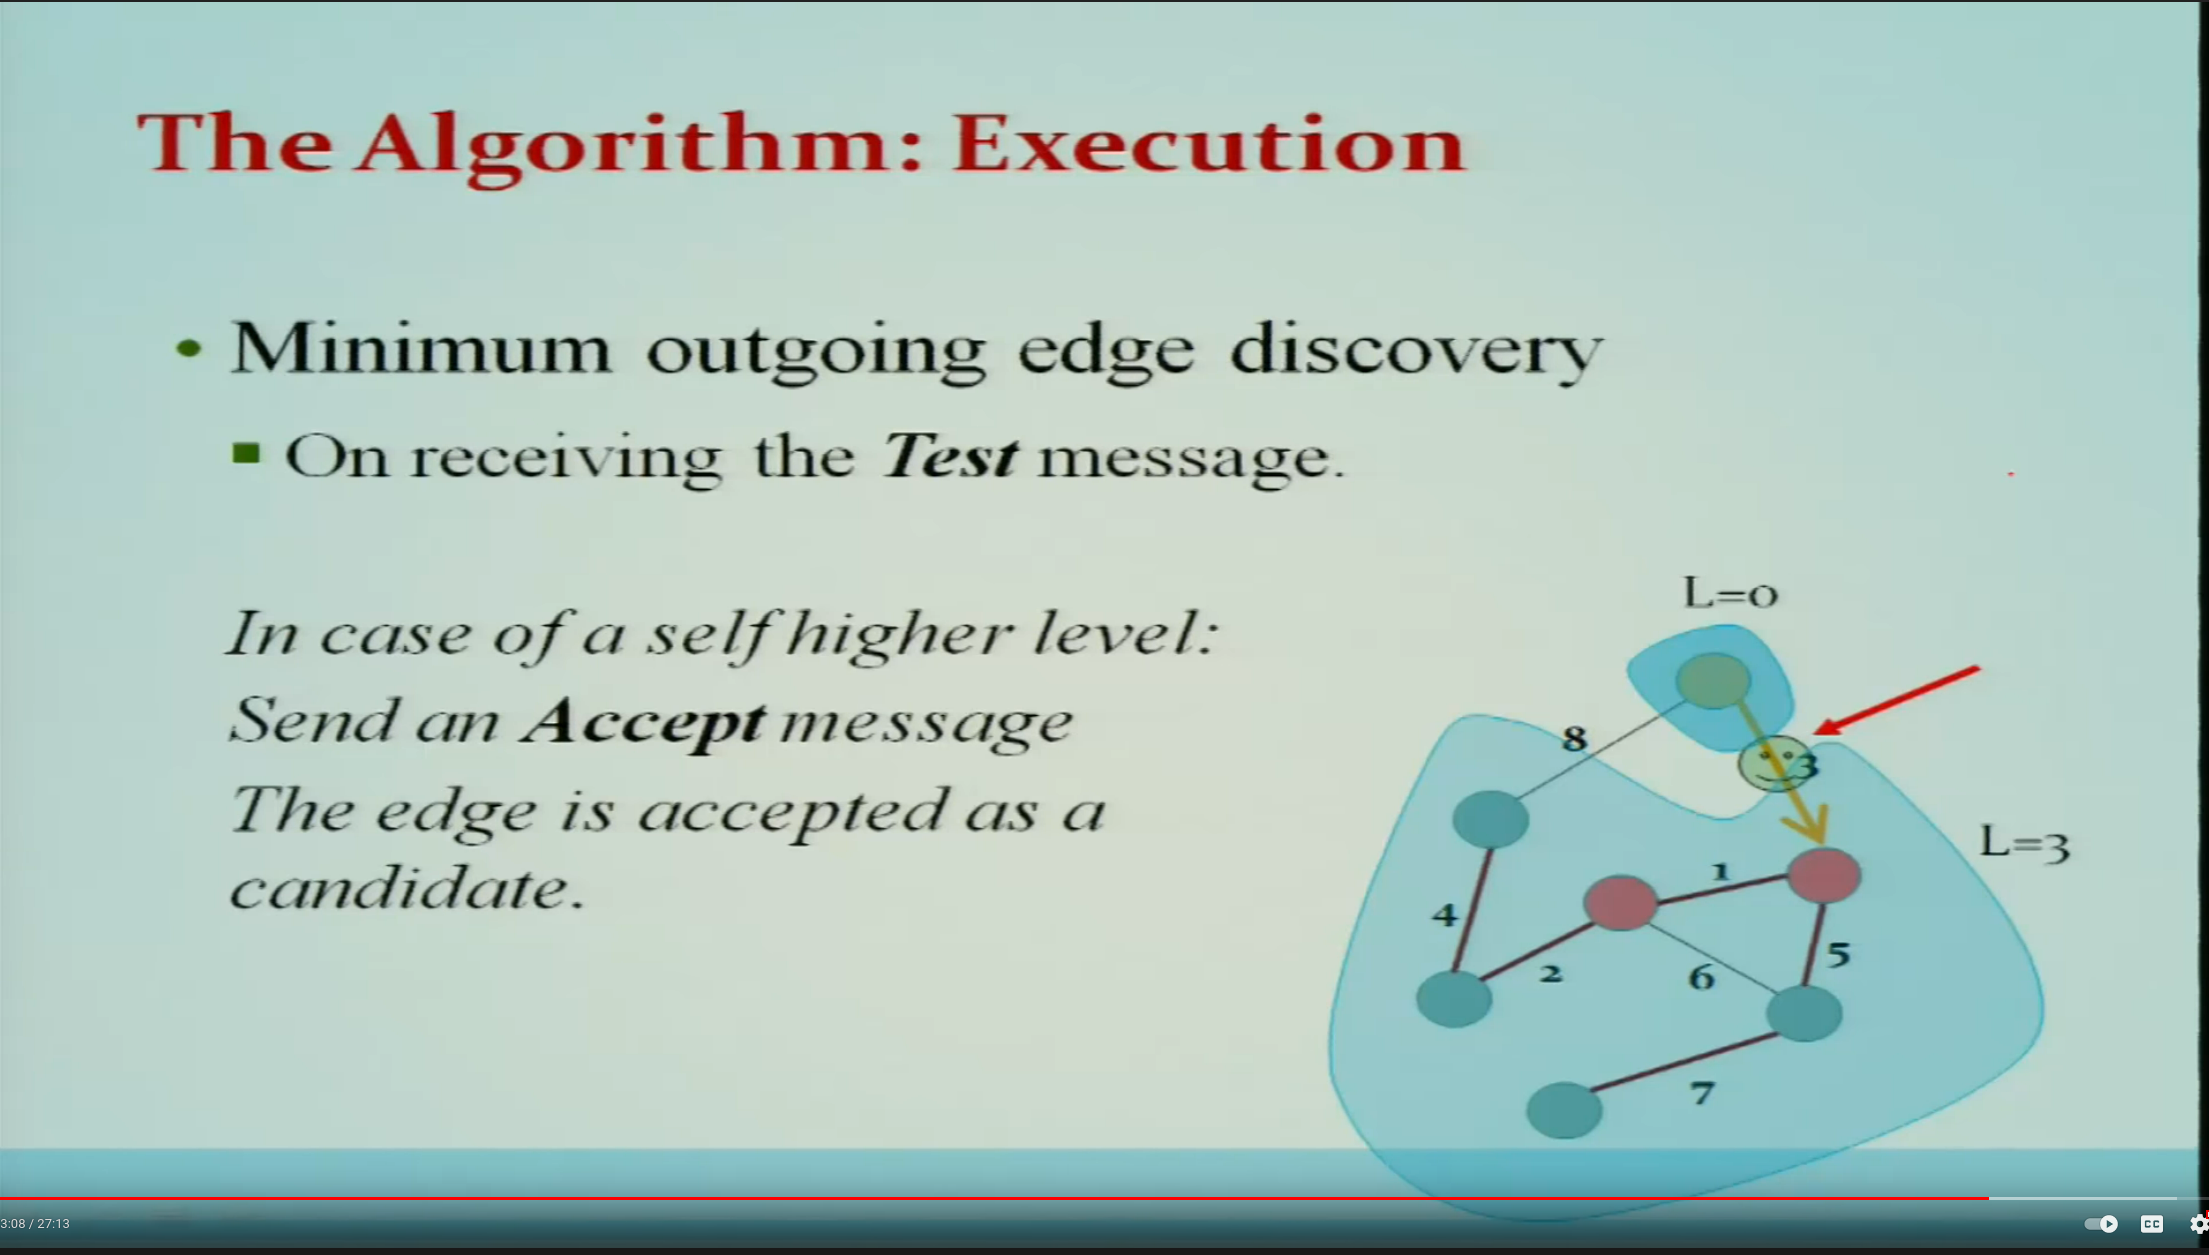 The Algorithm: Execution
• Minimum outgoing edge discovery
▪ On receiving the Test message.
In case of a self higher level:
Send an Accept message
The edge is accepted as a
candidate.
L=0
8
3
L=3
1
4
2
6
5
7
3:08 / 27:13
CC